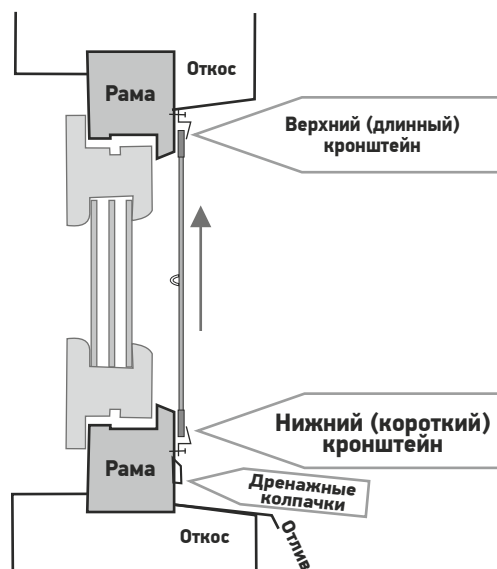 Откос
Рама
Верхний (длинный)
кронштейн
Нижний (короткий)
кронштейн
Рама
Дренажные
колпачки
Откос
Отлив